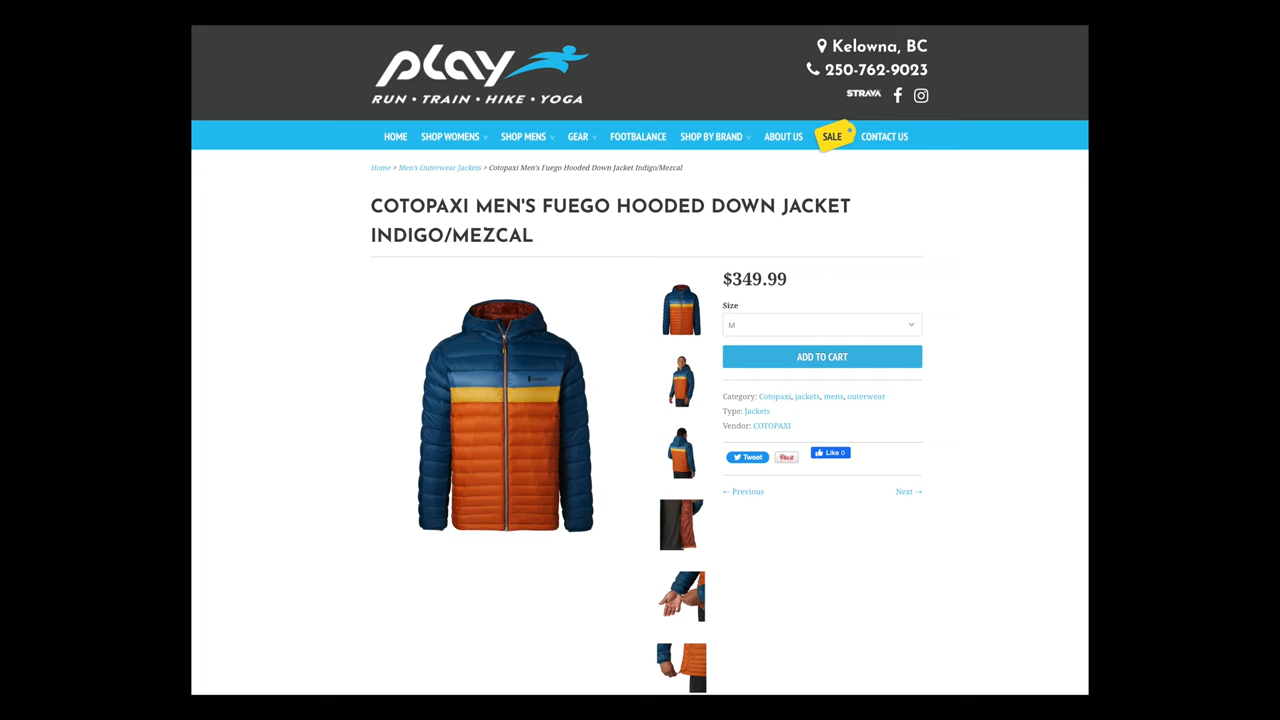 play
RUN • TRAIN • HIKE • YOGA
Kelowna, BC
250-762-9023
STRAVA
HOME SHOP WOMENS SHOP MENS GEAR FOOTBALANCE SHOP BY BRAND ABOUT US SALE CONTACT US
Home > Men's Outerwear Jackets > Cotopaxi Men's Fuego Hooded Down Jacket Indigo/Mezcal
COTOPAXI MEN'S FUEGO HOODED DOWN JACKET
INDIGO/MEZCAL
$349.99
Size
M
ADD TO CART
Category: Cotopaxi, jackets, mens, outerwear
Type: Jackets
Vendor: COTOPAXI
Tweet Pin it Like 0
← Previous Next →